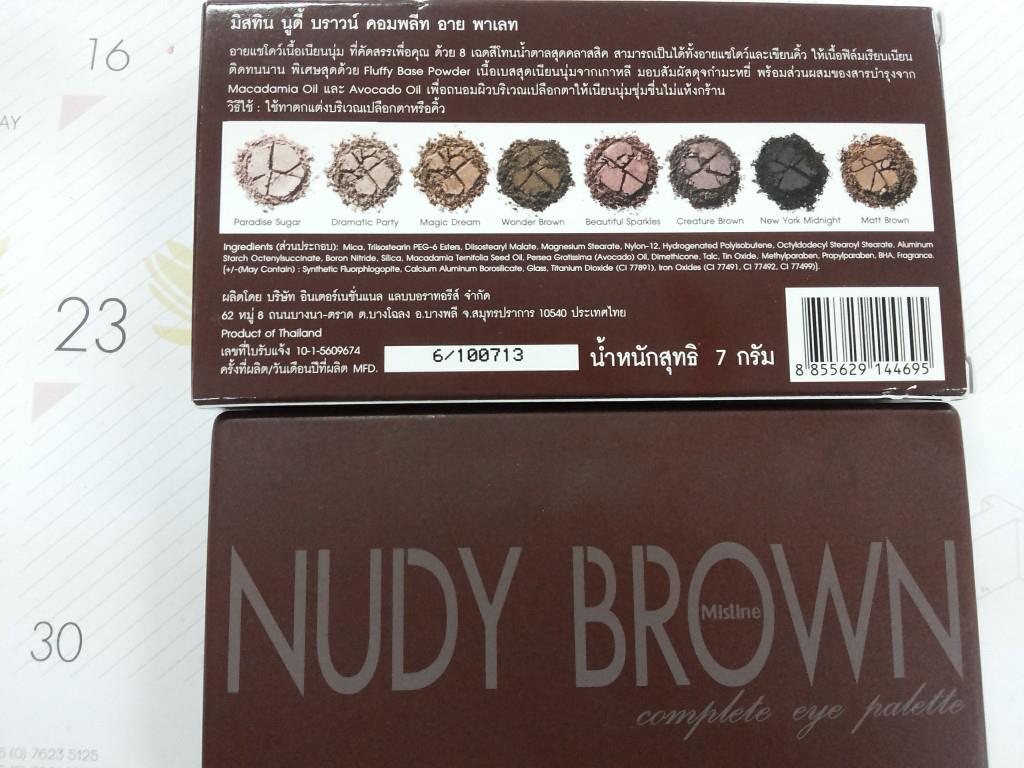 16
AY
23
30
มิสทิน นูดี้ บราวน์ คอมพลีท อาย พาเลท
อายแชโดว์เนื้อเนียนนุ่ม ที่คัดสรรเพื่อคุณ ด้วย 8 เฉดสีโทนน้ำตาลสุดคลาสสิค สามารถเป็นได้ทั้งอายแชโดว์และเขียนคิ้ว ให้เนื้อฟิล์มเรียบเนียน
ติดทนนาน พิเศษสุดด้วย Fluffy Base Powder เนื้อเบสสุดเนียนนุ่มจากเกาหลี มอบสัมผัสดุจกำมะหยี่ พร้อมส่วนผสมของสารบำรุงจาก
Macadamia Oil และ Avocado Oil เพื่อถนอมผิวบริเวณเปลือกตาให้เนียนนุ่มชุ่มชื่นไม่แห้งกร้าน
วิธีใช้ : ใช้ทาตกแต่งบริเวณเปลือกตาหรือคิ้ว
Paradise Sugar Dramatic Party Magic Dream Wonder Brown Beautiful Sparkles Creature Brown New York Midnight Matt Brown
Ingredients (ส่วนประกอบ): Mica, Triisostearin PEG-6 Esters, Diisostearyl Malate, Magnesium Stearate, Nylon-12, Hydrogenated Polyisobutene, Octyldodecyl Stearoyl Stearate, Aluminum
Starch Octenylsuccinate, Boron Nitride, Silica, Macadamia Ternifolia Seed Oil, Persea Gratissima (Avocado) Oil, Dimethicone, Talc, Tin Oxide, Methylparaben, Propylparaben, BHA, Fragrance.
[+/-(May Contain) : Synthetic Fluorphlogopite, Calcium Aluminum Borosilicate, Glass, Titanium Dioxide (CI 77891), Iron Oxides (CI 77491, CI 77492, CI 77499)].
ผลิตโดย บริษัท อินเตอร์เนชั่นแนล แลบบอราทอรีส์ จำกัด
62 หมู่ 8 ถนนบางนา-ตราด ต.บางโฉลง อ.บางพลี จ.สมุทรปราการ 10540 ประเทศไทย
Product of Thailand
เลขที่ใบรับแจ้ง 10-1-5609674
ครั้งที่ผลิต/วันเดือนปีที่ผลิต MFD. 6/100713
น้ำหนักสุทธิ 7 กรัม
8 855629 144695
NUDY BROWN
Mistine
complete eye palette
(0) 7623 5125